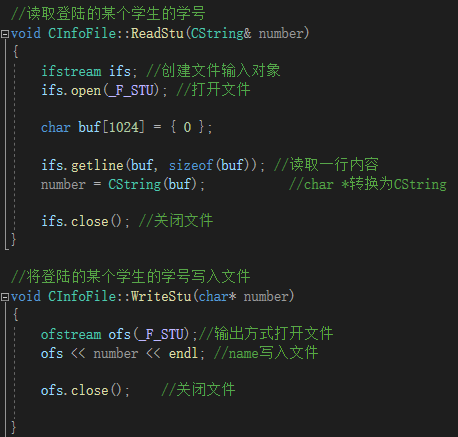 //读取登陆的某个学生的学号
void CInfoFile::ReadStu(CString& number)
{
ifstream ifs; //创建文件输入对象
ifs.open(_F_STU); //打开文件
char buf[1024] = { 0 };
ifs.getline(buf, sizeof(buf)); //读取一行内容
number = CString(buf); //char *转换为CString
ifs.close(); //关闭文件
}
//将登陆的某个学生的学号写入文件
void CInfoFile::WriteStu(char* number)
{
ofstream ofs(_F_STU);//输出方式打开文件
ofs << number << endl; //name写入文件
ofs.close(); //关闭文件
}